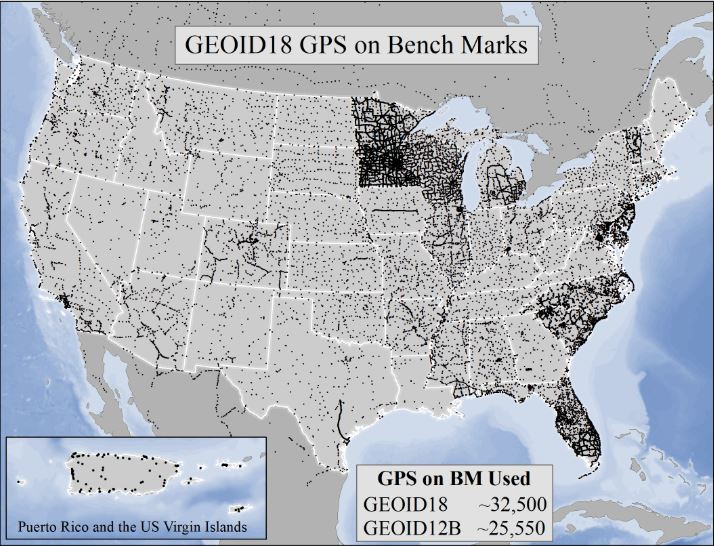 GEOID18 GPS on Bench Marks
GPS on BM Used
GEOID18 ~32,500
GEOID12B ~25,550
Puerto Rico and the US Virgin Islands